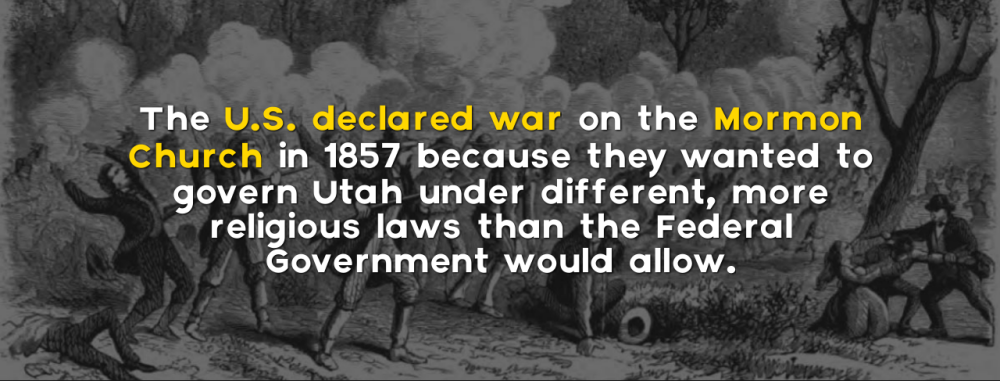 The U.S. declared war on the Mormon
Church in 1857 because they wanted to
govern Utah under different, more
religious laws than the Federal
Government would allow.